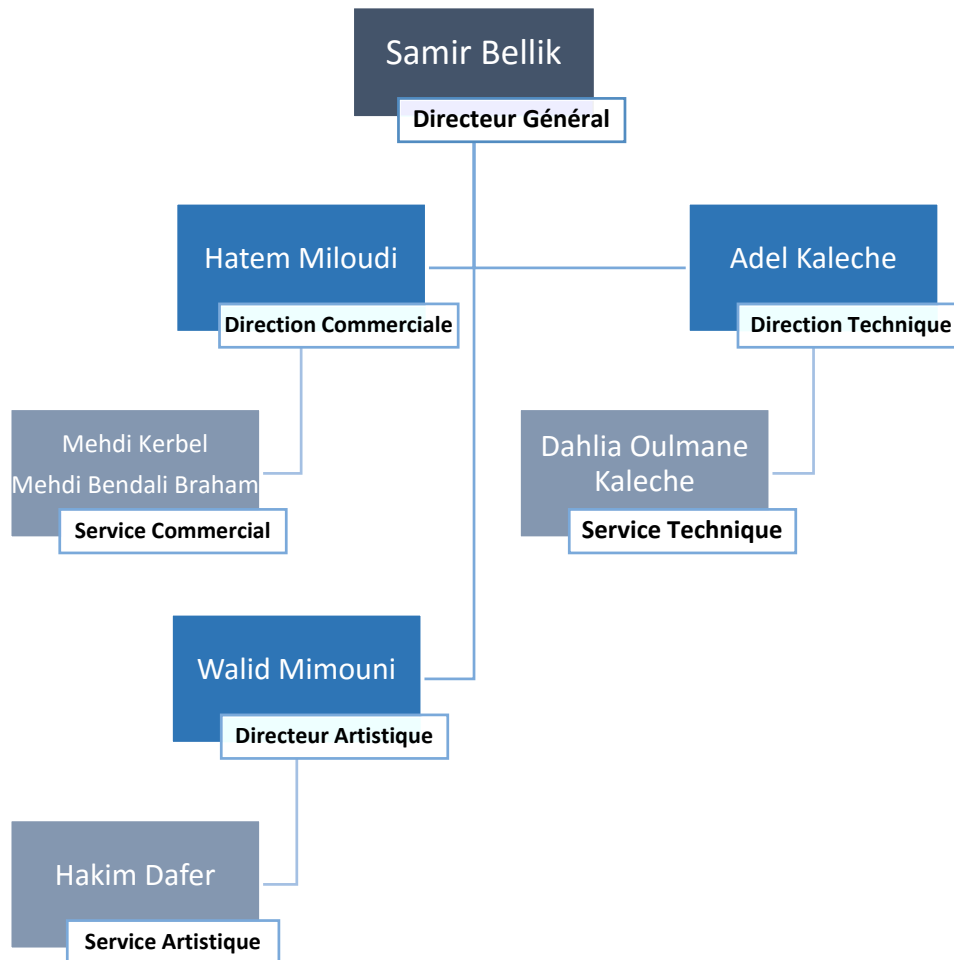 Samir Bellik
Directeur Général
Hatem Miloudi
Direction Commerciale
Adel Kaleche
Direction Technique
Mehdi Kerbel
Mehdi Bendali Braham
Service Commercial
Dahlia Oulmane
Kaleche
Service Technique
Walid Mimouni
Directeur Artistique
Hakim Dafer
Service Artistique